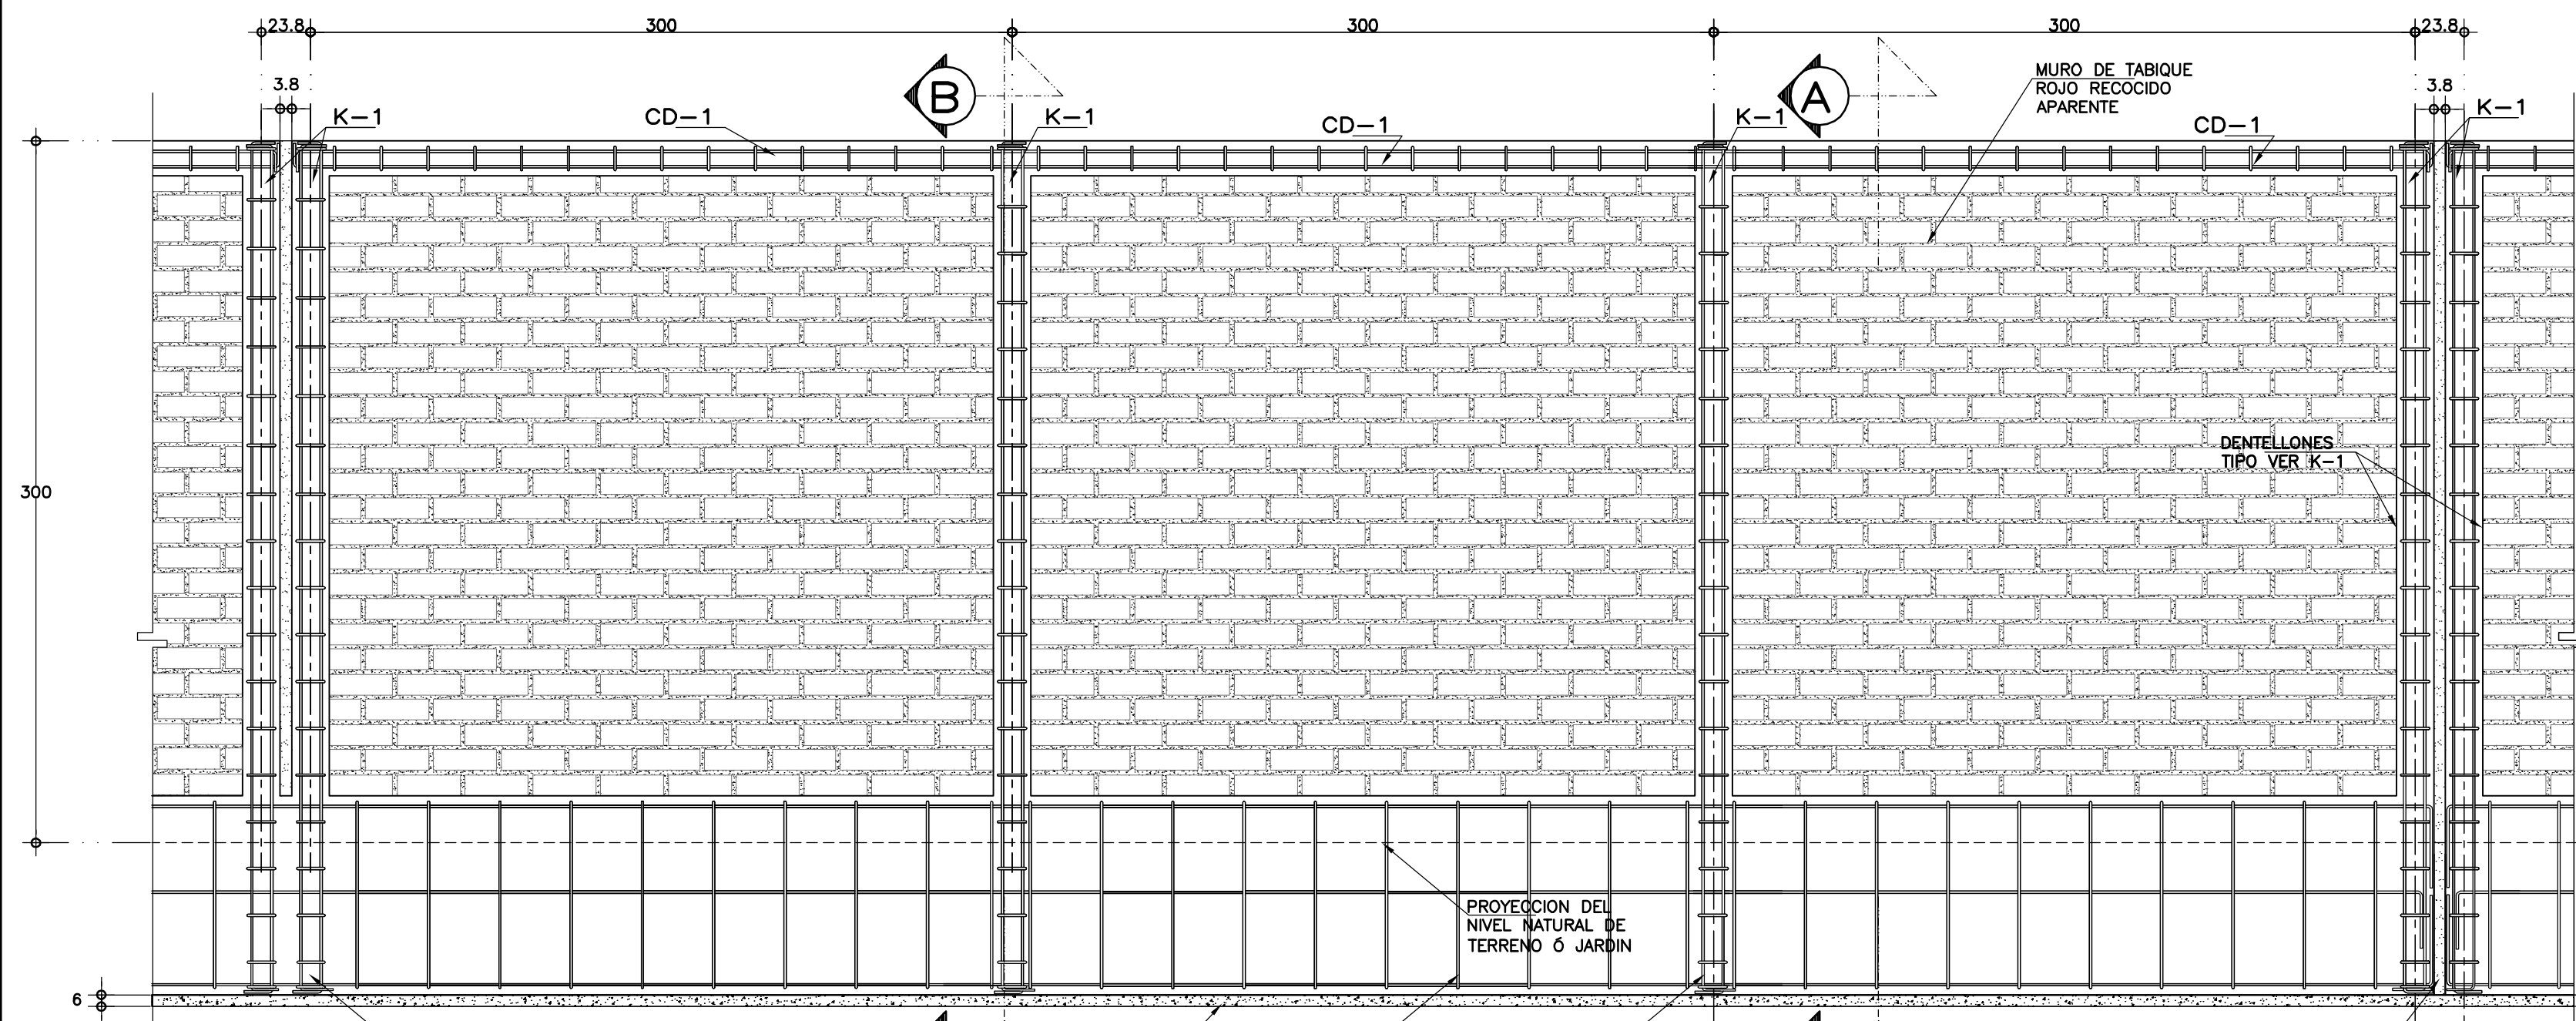 23.8
300
300
300
23.8
3.8
B
A
MURO DE TABIQUE
ROJO RECOCIDO
APARENTE
3.8
K-1
CD-1
K-1
CD-1
K-1
CD-1
K-1
DENTELLONES
TIPO VER K-1
300
PROYECCION DEL
NIVEL NATURAL DE
TERRENO Ó JARDIN
6